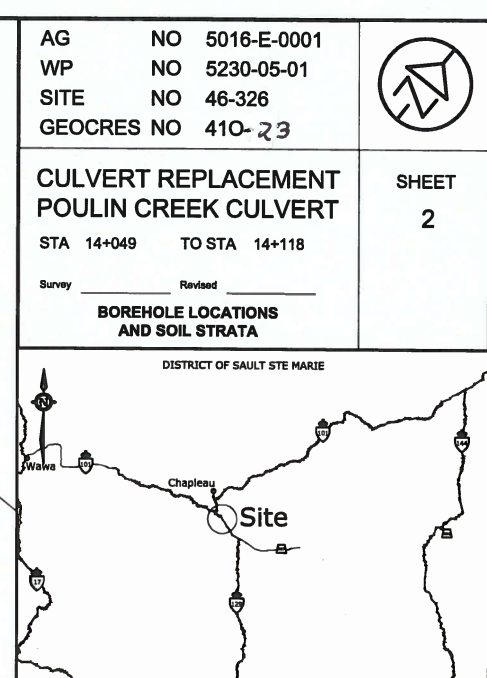 AG NO 5016-E-0001
WP NO 5230-05-01
SITE NO 46-326
GEOCRES NO 41O-23
CULVERT REPLACEMENT
POULIN CREEK CULVERT
STA 14+049 TO STA 14+118
Survey Revised
BOREHOLE LOCATIONS
AND SOIL STRATA
SHEET
2
DISTRICT OF SAULT STE MARIE
N
101
144
Wawa
101
Chapleau
Site
17
129